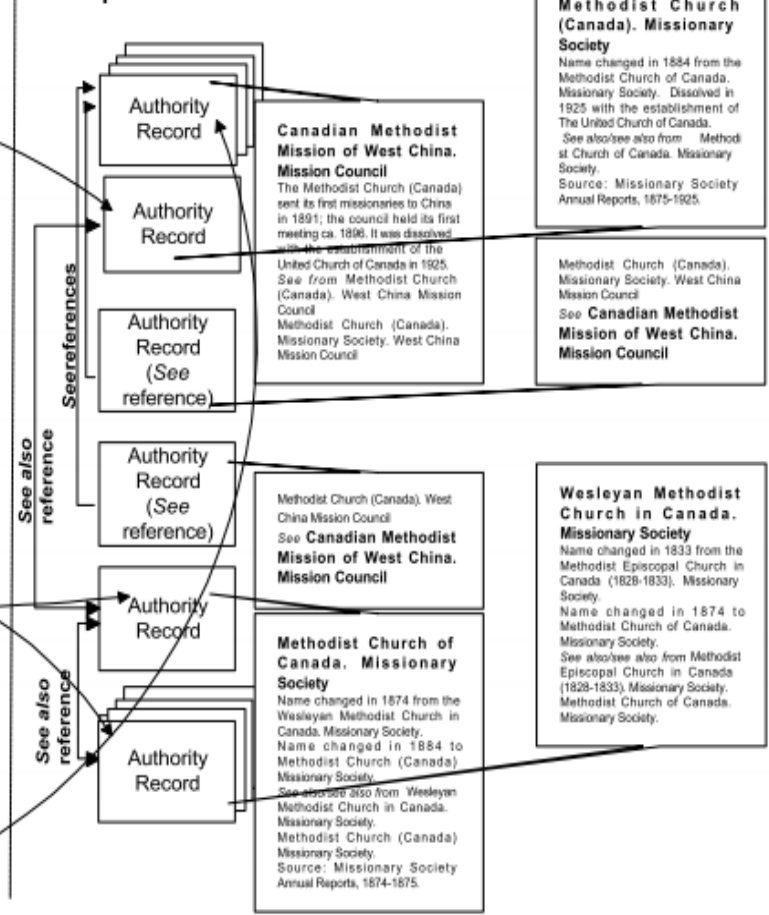 Methodist Church
(Canada). Missionary
Society
Name changed in 1884 from the
Methodist Church of Canada.
Missionary Society. Dissolved in
1925 with the establishment of
The United Church of Canada.
See also/see also from Methodi
st Church of Canada. Missionary
Society.
Source: Missionary Society
Annual Reports, 1875-1925.
Authority
Record
Canadian Methodist
Mission of West China.
Mission Council
The Methodist Church (Canada)
sent its first missionaries to China
in 1891; the council held its first
meeting ca. 1896. It was dissolved
with the establishment of the
United Church of Canada in 1925.
See from Methodist Church
(Canada). West China Mission
Council
Methodist Church (Canada).
Missionary Society. West China
Mission Council
Authority
Record
Methodist Church (Canada).
Missionary Society. West China
Mission Council
See Canadian Methodist
Mission of West China.
Mission Council
Seereferences
Authority
Record
(See
reference)
See also
reference
Authority
Record
(See
reference)
Methodist Church (Canada). West
China Mission Council
See Canadian Methodist
Mission of West China.
Mission Council
Wesleyan Methodist
Church in Canada.
Missionary Society
Name changed in 1833 from the
Methodist Episcopal Church in
Canada (1828-1833). Missionary
Society.
Name changed in 1874 to
Methodist Church of Canada.
Missionary Society.
See also/see also from Methodist
Episcopal Church in Canada
(1828-1833). Missionary Society.
Methodist Church of Canada.
Missionary Society.
Authority
Record
Methodist Church of
Canada. Missionary
Society
Name changed in 1874 from the
Wesleyan Methodist Church in
Canada. Missionary Society.
Name changed in 1884 to
Methodist Church (Canada)
Missionary Society.
See also/see also from Wesleyan
Methodist Church in Canada.
Missionary Society.
Methodist Church (Canada)
Missionary Society.
Source: Missionary Society
Annual Reports, 1874-1875.
See also
reference
Authority
Record